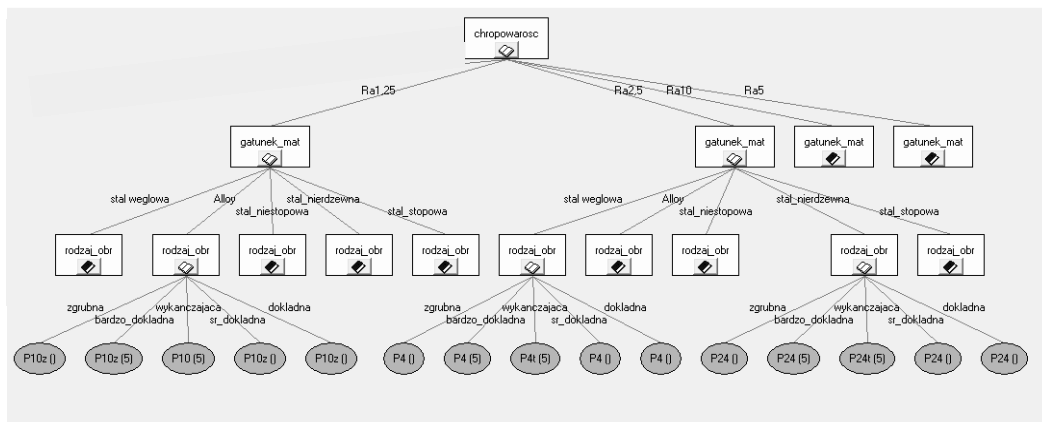 chropowarosc
Ra1,25 Ra2,5 Ra10 Ra5
gatunek_mat gatunek_mat gatunek_mat gatunek_mat
stal weglowa Alloy stal_nierdzewna stal weglowa Alloy stal_nierdzewna
stal_niestopowa stal_stopowa stal_niestopowa stal_stopowa
rodzaj_obr rodzaj_obr rodzaj_obr rodzaj_obr rodzaj_obr rodzaj_obr rodzaj_obr rodzaj_obr rodzaj_obr rodzaj_obr
zgrubna wykanczajaca dokladna zgrubna wykanczajaca dokladna zgrubna wykanczajaca dokladna
bardzo_dokladna sr_dokladna bardzo_dokladna sr_dokladna bardzo_dokladna sr_dokladna
P10z () P10z (5) P10 (5) P10z () P10z () P4 () P4 (5) P4t (5) P4 () P4 () P24 () P24 (5) P24t (5) P24 () P24 ()